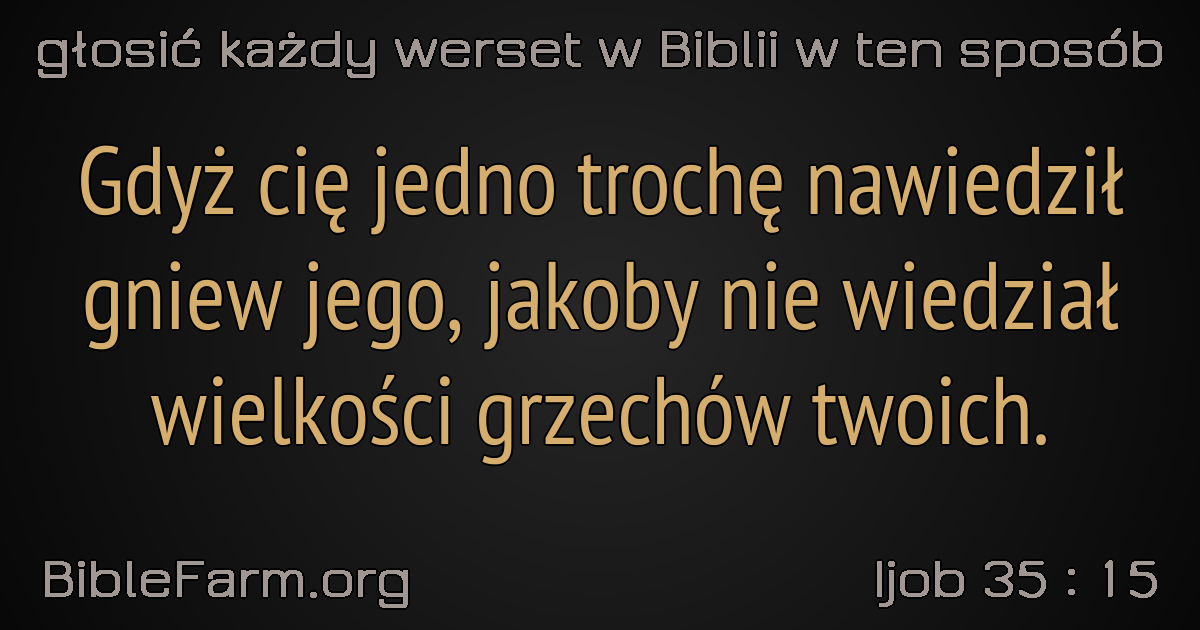 głosić każdy werset w Biblii w ten sposób
Gdyż cię jedno trochę nawiedził
gniew jego, jakoby nie wiedział
wielkości grzechów twoich.
BibleFarm.org
Ijob 35 : 15